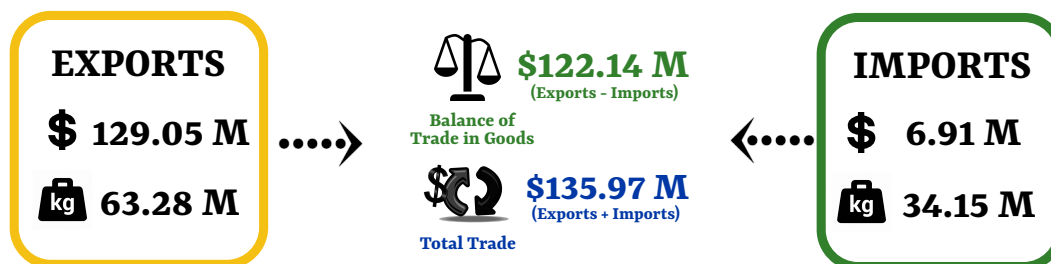 EXPORTS
$ 129.05 M
kg 63.28 M
$122.14 M
(Exports - Imports)
Balance of
Trade in Goods
$
$135.97 M
(Exports + Imports)
Total Trade
IMPORTS
$ 6.91 M
kg 34.15 M